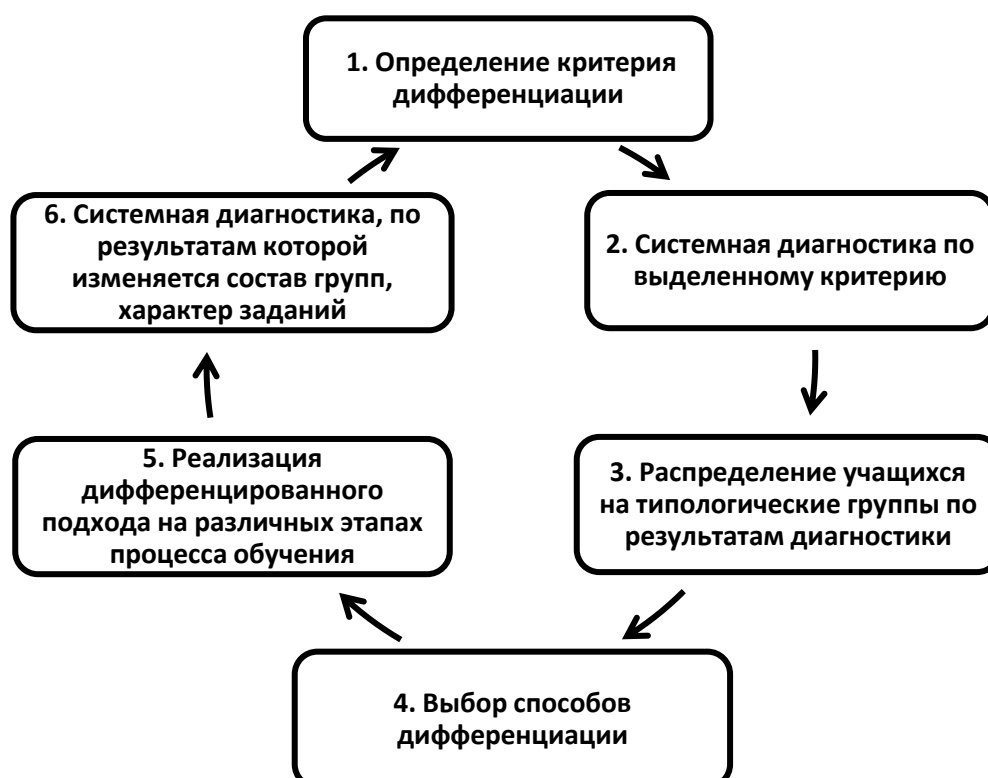 1. Определение критерия
дифференциации
2. Системная диагностика по
выделенному критерию
3. Распределение учащихся
на типологические группы по
результатам диагностики
4. Выбор способов
дифференциации
5. Реализация
дифференцированного
подхода на различных этапах
процесса обучения
6. Системная диагностика, по
результатам которой
изменяется состав групп,
характер заданий